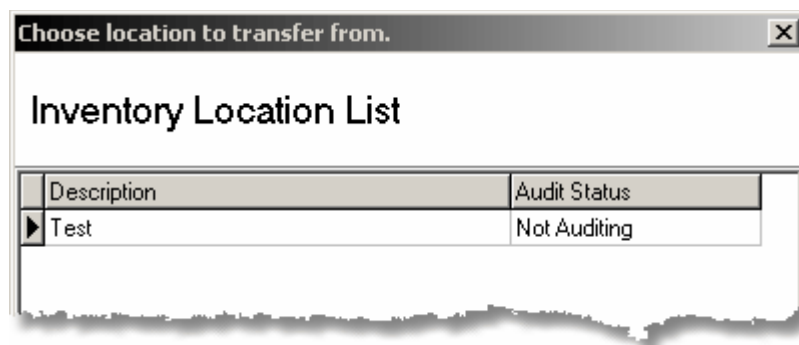 Choose location to transfer from.
Inventory Location List
Description Audit Status
Test Not Auditing